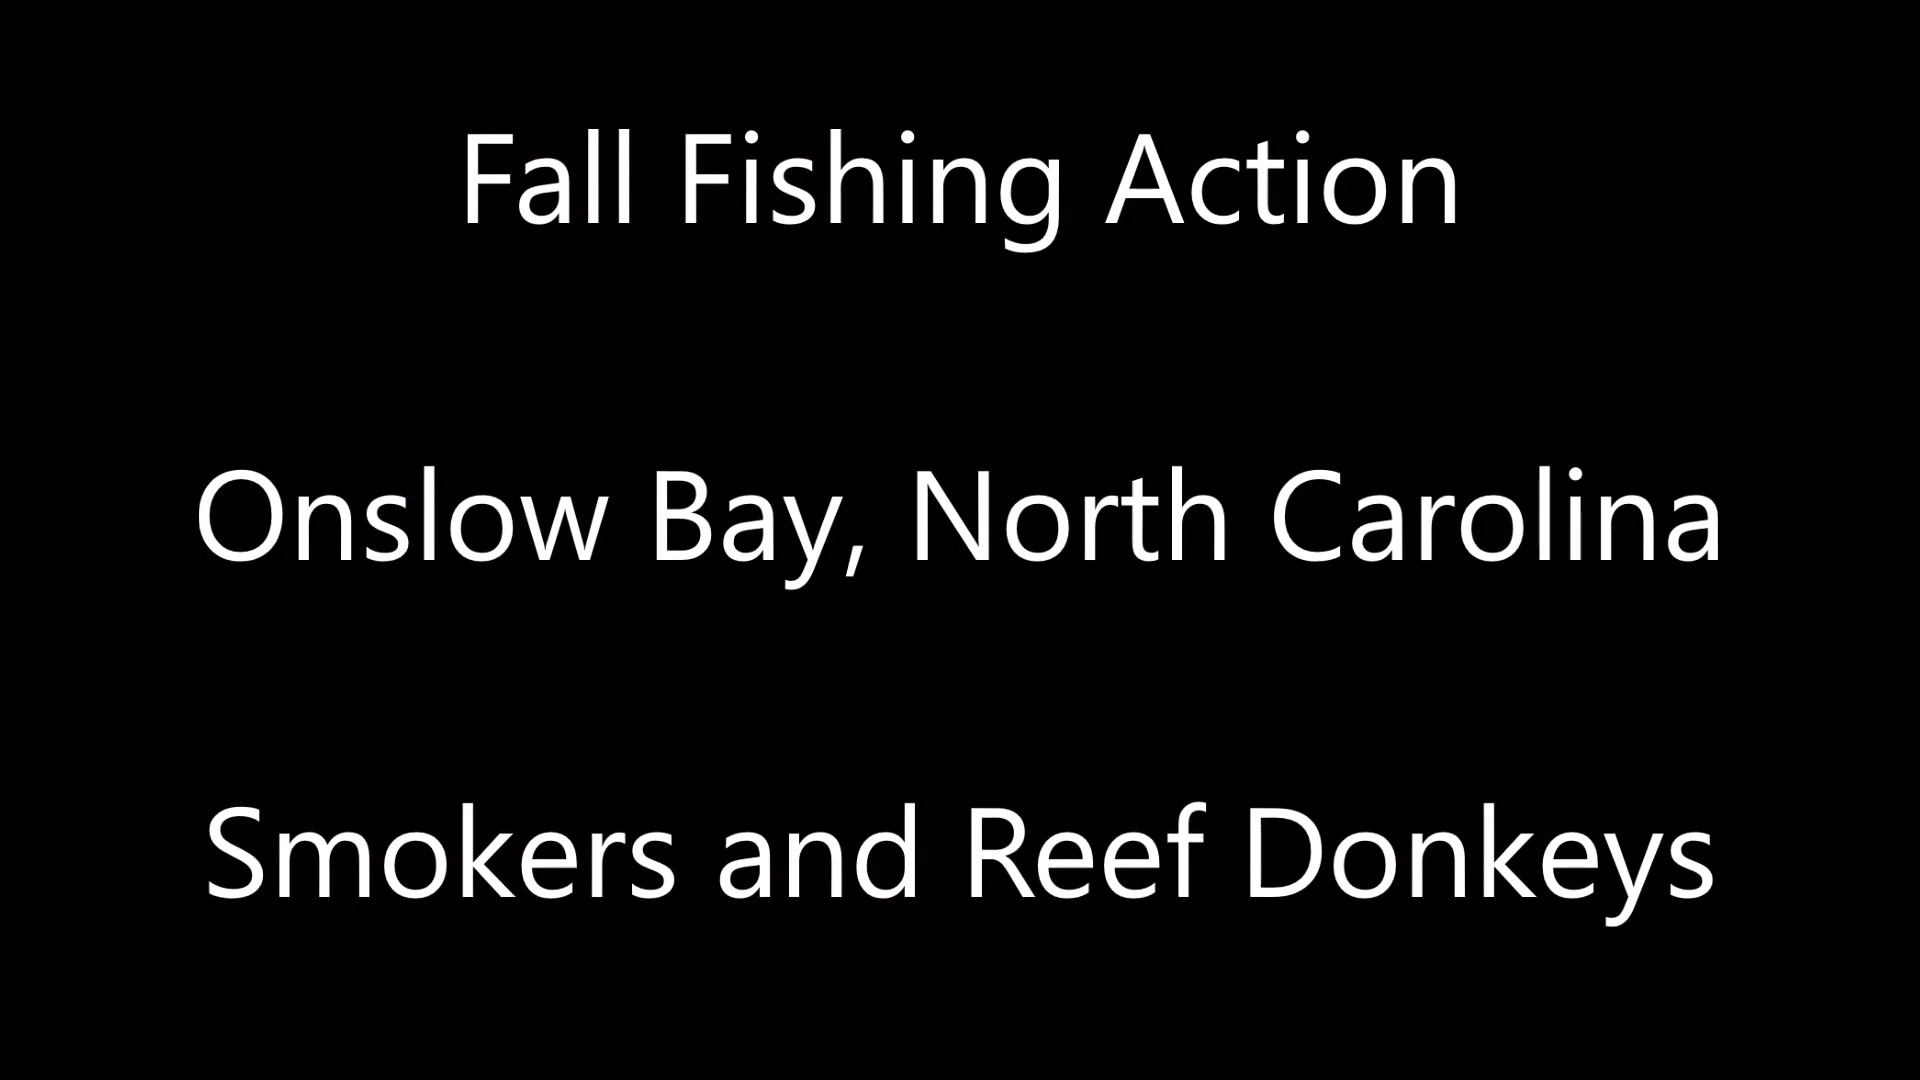 Fall Fishing Action
Onslow Bay, North Carolina
Smokers and Reef Donkeys